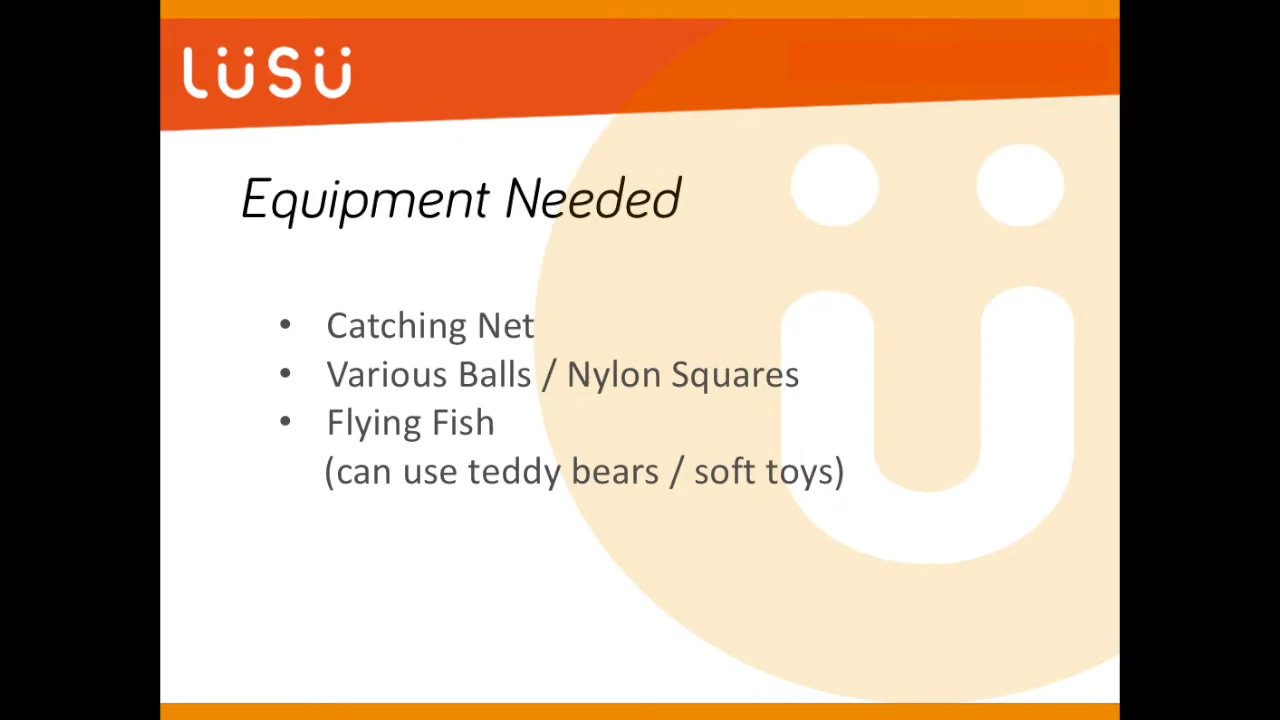 LÜSÜ
Equipment Needed
• Catching Net
• Various Balls / Nylon Squares
• Flying Fish
(can use teddy bears / soft toys)